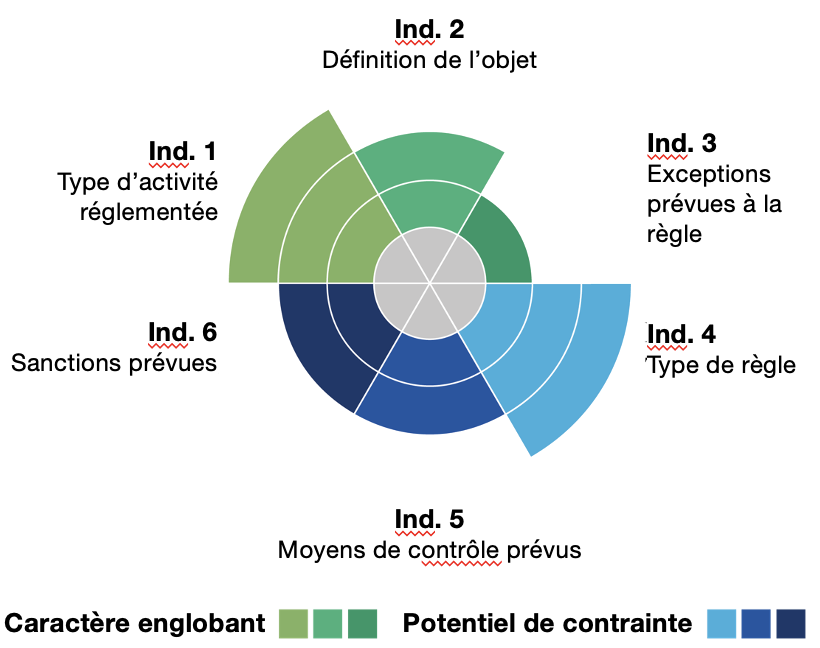 Ind. 2
Définition de l’objet
Ind. 1
Type d’activité
réglementée
Ind. 3
Exceptions
prévues à la
règle
Ind. 6
Sanctions prévues
Ind. 4
Type de règle
Ind. 5
Moyens de contrôle prévus
Caractère englobant
Potentiel de contrainte